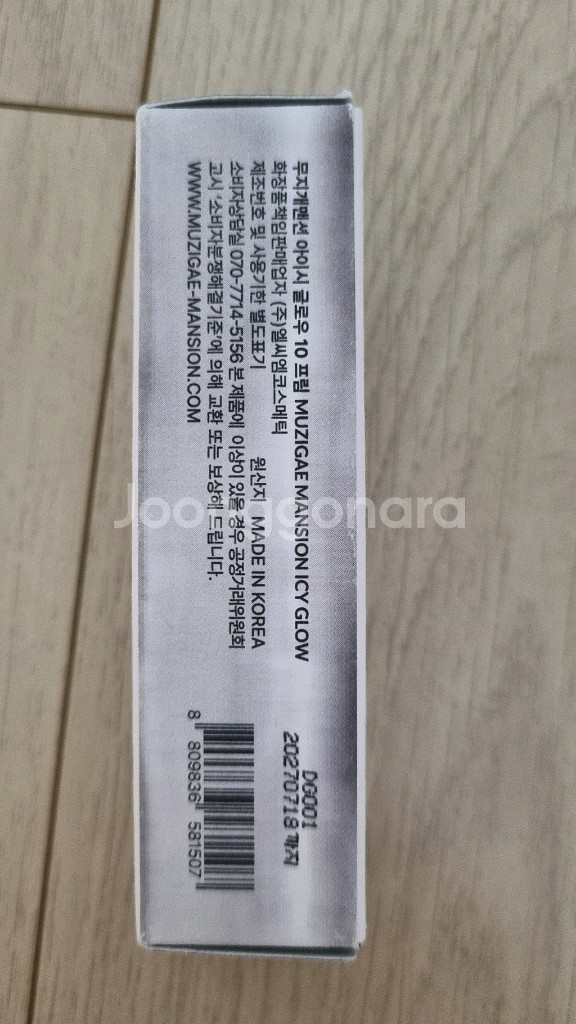 무지개맨션 아이시 글로우 10 프림 MUZIGAE MANSION ICY GLOW
화장품책임판매업자 (주)엘씨엠코스메틱
제조번호 및 사용기한 별도표기 원산지 MADE IN KOREA
소비자상담실 070-7714-5156 본 제품에 이상이 있을 경우 공정거래위원회
고시 '소비자분쟁해결기준'에 의해 교환 또는 보상해 드립니다.
WWW.MUZIGAE-MANSION.COM
DG001
20270718 까지
8 809836 581507
Joonggonara